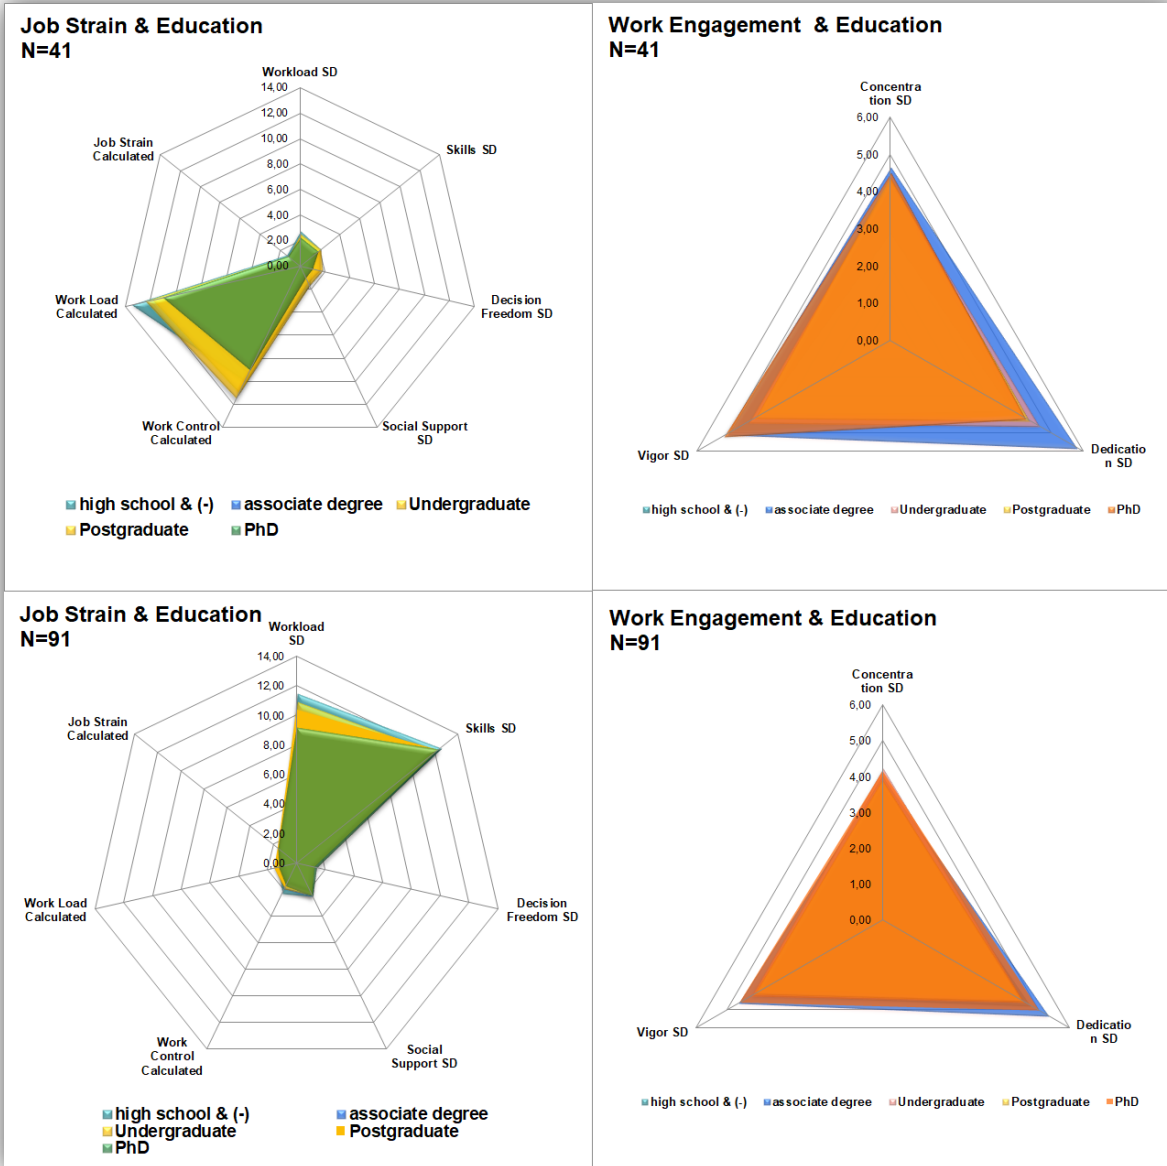 Job Strain & Education
N=41
Workload SD
14,00
12,00
10,00
8,00
6,00
4,00
2,00
0,00
Job Strain
Calculated
Skills SD
Work Load
Calculated
Decision
Freedom SD
Work Control
Calculated
Social Support
SD
high school & (-)
associate degree
Undergraduate
Postgraduate
PhD
Work Engagement & Education
N=41
Concentra
tion SD
6,00
5,00
4,00
3,00
2,00
1,00
0,00
Vigor SD
Dedicatio
n SD
high school & (-)
associate degree
Undergraduate
Postgraduate
PhD
Job Strain & Education
N=91
Workload
SD
14,00
12,00
10,00
8,00
6,00
4,00
2,00
0,00
Job Strain
Calculated
Skills SD
Work Load
Calculated
Decision
Freedom SD
Work
Control
Calculated
Social
Support SD
high school & (-)
associate degree
Undergraduate
Postgraduate
PhD
Work Engagement & Education
N=91
Concentra
tion SD
6,00
5,00
4,00
3,00
2,00
1,00
0,00
Vigor SD
Dedicatio
n SD
high school & (-)
associate degree
Undergraduate
Postgraduate
PhD